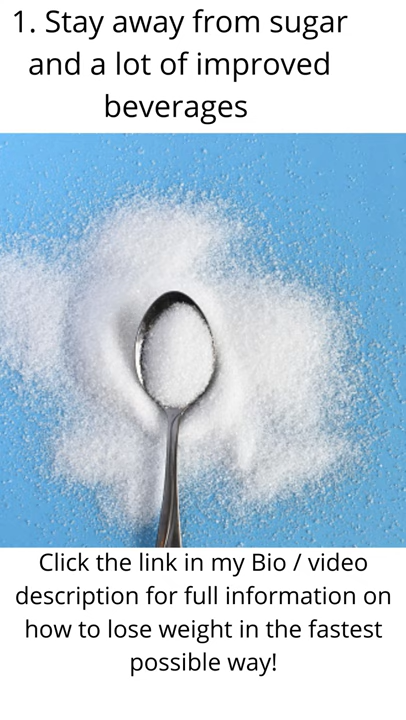 1. Stay away from sugar
and a lot of improved
beverages
Click the link in my Bio / video
description for full information on
how to lose weight in the fastest
possible way!